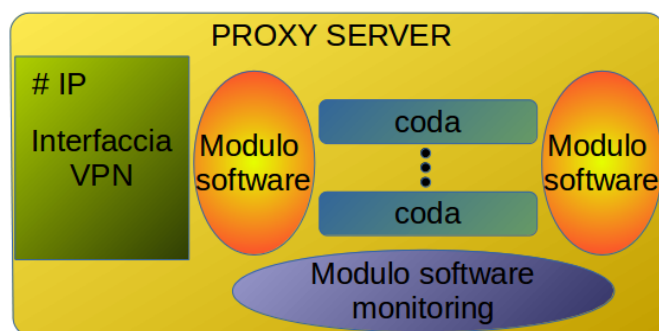 PROXY SERVER
# IP
Interfaccia
VPN
Modulo
software
coda
coda
Modulo
software
Modulo software
monitoring